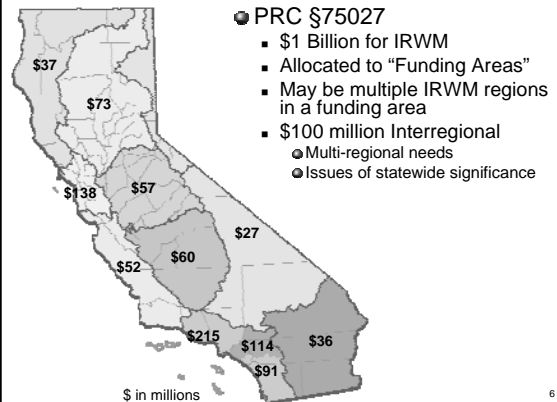 PRC §75027
$1 Billion for IRWM
Allocated to “Funding Areas”
May be multiple IRWM regions
in a funding area
$100 million Interregional
Multi-regional needs
Issues of statewide significance
$37
$73
$138
$57
$27
$60
$52
$215
$114
$36
$91
$ in millions
6